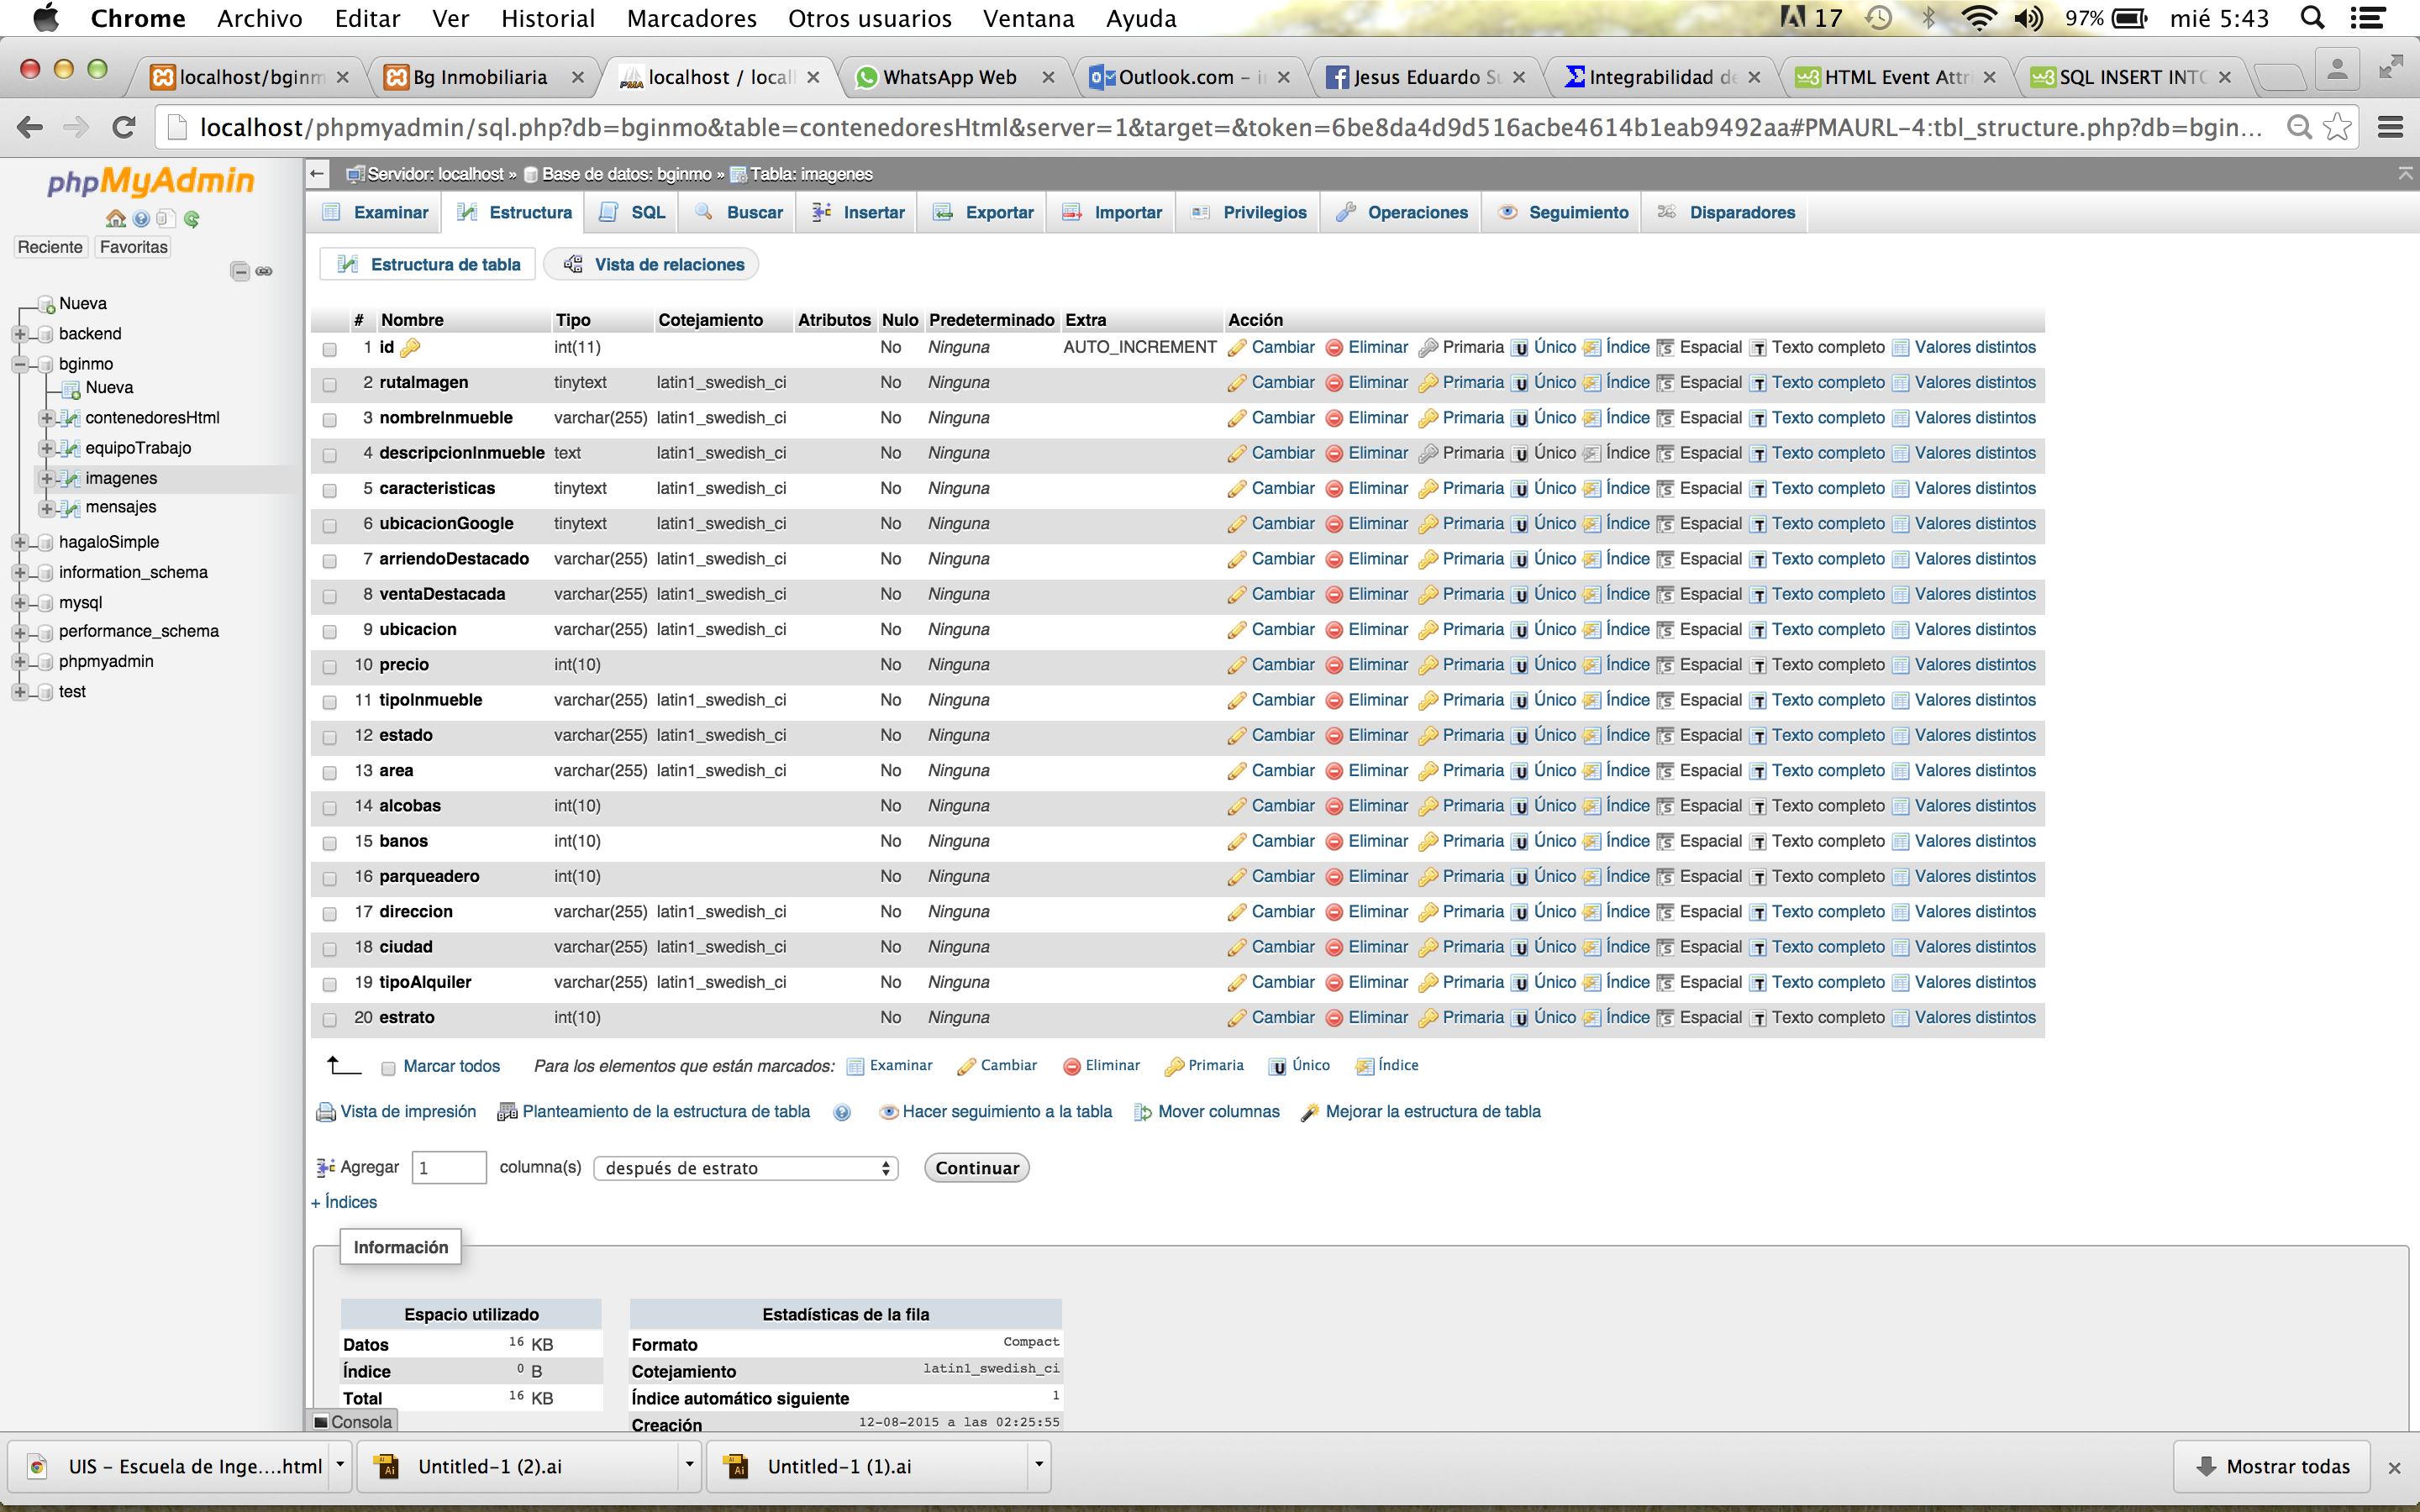 Chrome Archivo Editar Ver Historial Marcadores Otros usuarios Ventana Ayuda 17 97% mié 5:43
localhost/bginm Bg Inmobiliaria localhost / locall WhatsApp Web Outlook.com – i Jesus Eduardo Su Integrabilidad de HTML Event Attr SQL INSERT INTO
localhost/phpmyadmin/sql.php?db=bginmo&table=contenedoresHtml&server=1&target=&token=6be8da4d9d516acbe4614b1eab9492aa#PMAURL-4:tbl_structure.php?db=bgin...
phpMyAdmin
Reciente Favoritas
Nueva
backend
bginmo
Nueva
contenedoresHtml
equipoTrabajo
imagenes
mensajes
hagaloSimple
information_schema
mysql
performance_schema
phpmyadmin
test
Servidor: localhost » Base de datos: bginmo » Tabla: imagenes
Examinar Estructura SQL Buscar Insertar Exportar Importar Privilegios Operaciones Seguimiento Disparadores
Estructura de tabla Vista de relaciones
# Nombre Tipo Cotejamiento Atributos Nulo Predeterminado Extra Acción
1 id int(11) No Ninguna AUTO_INCREMENT Cambiar Eliminar Primaria Único Índice Espacial Texto completo Valores distintos
2 rutaImagen tinytext latin1_swedish_ci No Ninguna Cambiar Eliminar Primaria Único Índice Espacial Texto completo Valores distintos
3 nombreInmueble varchar(255) latin1_swedish_ci No Ninguna Cambiar Eliminar Primaria Único Índice Espacial Texto completo Valores distintos
4 descripcionInmueble text latin1_swedish_ci No Ninguna Cambiar Eliminar Primaria Único Índice Espacial Texto completo Valores distintos
5 caracteristicas tinytext latin1_swedish_ci No Ninguna Cambiar Eliminar Primaria Único Índice Espacial Texto completo Valores distintos
6 ubicacionGoogle tinytext latin1_swedish_ci No Ninguna Cambiar Eliminar Primaria Único Índice Espacial Texto completo Valores distintos
7 arriendoDestacado varchar(255) latin1_swedish_ci No Ninguna Cambiar Eliminar Primaria Único Índice Espacial Texto completo Valores distintos
8 ventaDestacada varchar(255) latin1_swedish_ci No Ninguna Cambiar Eliminar Primaria Único Índice Espacial Texto completo Valores distintos
9 ubicacion varchar(255) latin1_swedish_ci No Ninguna Cambiar Eliminar Primaria Único Índice Espacial Texto completo Valores distintos
10 precio int(10) No Ninguna Cambiar Eliminar Primaria Único Índice Espacial Texto completo Valores distintos
11 tipoInmueble varchar(255) latin1_swedish_ci No Ninguna Cambiar Eliminar Primaria Único Índice Espacial Texto completo Valores distintos
12 estado varchar(255) latin1_swedish_ci No Ninguna Cambiar Eliminar Primaria Único Índice Espacial Texto completo Valores distintos
13 area varchar(255) latin1_swedish_ci No Ninguna Cambiar Eliminar Primaria Único Índice Espacial Texto completo Valores distintos
14 alcobas int(10) No Ninguna Cambiar Eliminar Primaria Único Índice Espacial Texto completo Valores distintos
15 banos int(10) No Ninguna Cambiar Eliminar Primaria Único Índice Espacial Texto completo Valores distintos
16 parqueadero int(10) No Ninguna Cambiar Eliminar Primaria Único Índice Espacial Texto completo Valores distintos
17 direccion varchar(255) latin1_swedish_ci No Ninguna Cambiar Eliminar Primaria Único Índice Espacial Texto completo Valores distintos
18 ciudad varchar(255) latin1_swedish_ci No Ninguna Cambiar Eliminar Primaria Único Índice Espacial Texto completo Valores distintos
19 tipoAlquiler varchar(255) latin1_swedish_ci No Ninguna Cambiar Eliminar Primaria Único Índice Espacial Texto completo Valores distintos
20 estrato int(10) No Ninguna Cambiar Eliminar Primaria Único Índice Espacial Texto completo Valores distintos
Marcar todos Para los elementos que están marcados: Examinar Cambiar Eliminar Primaria Único Índice
Vista de impresión Planteamiento de la estructura de tabla Hacer seguimiento a la tabla Mover columnas Mejorar la estructura de tabla
Agregar 1 columna(s) después de estrato Continuar
+ Índices
Información
Espacio utilizado
Datos 16 KB
Índice 0 B
Total 16 KB
Estadísticas de la fila
Formato Compact
Cotejamiento latin1_swedish_ci
Índice automático siguiente 1
Creación 12-08-2015 a las 02:25:55
Consola
UIS – Escuela de Inge....html Untitled-1 (2).ai Untitled-1 (1).ai Mostrar todas